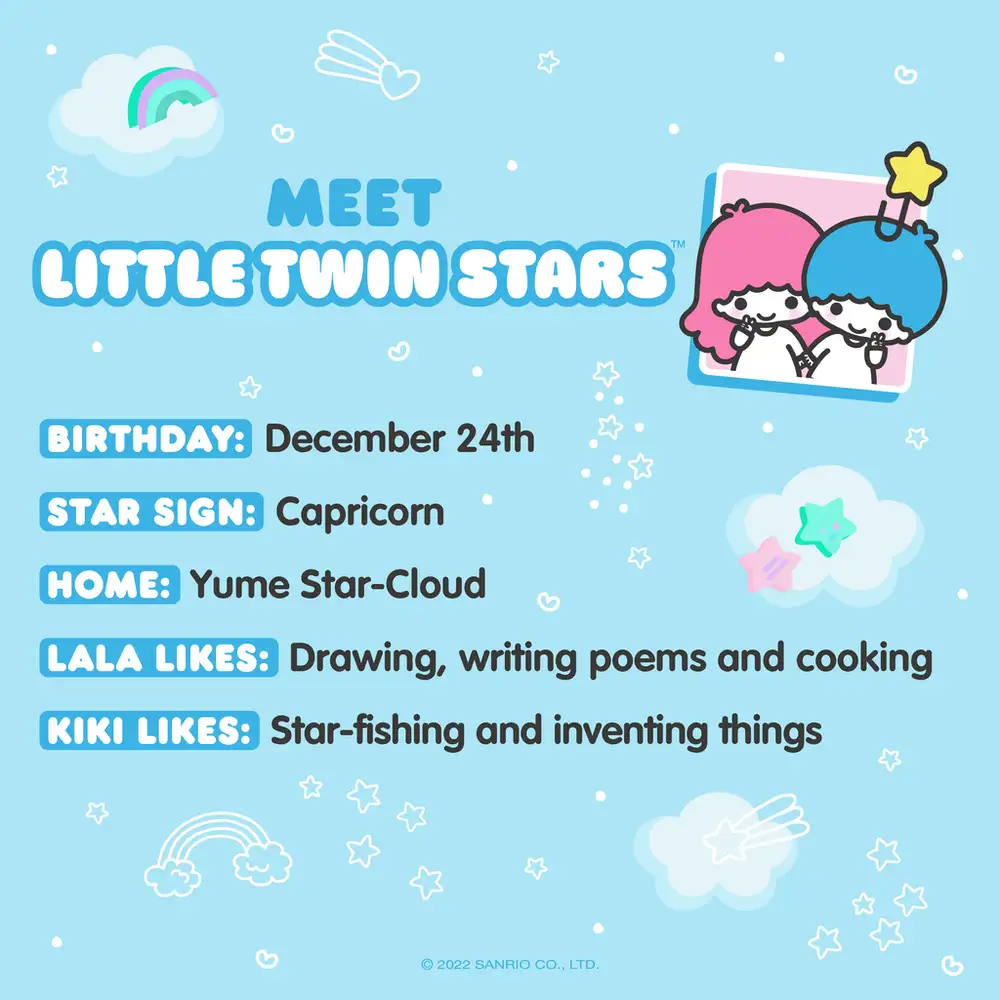 MEET
LITTLE TWIN STARS™
BIRTHDAY: December 24th
STAR SIGN: Capricorn
HOME: Yume Star-Cloud
LALA LIKES: Drawing, writing poems and cooking
KIKI LIKES: Star-fishing and inventing things
© 2022 SANRIO CO., LTD.